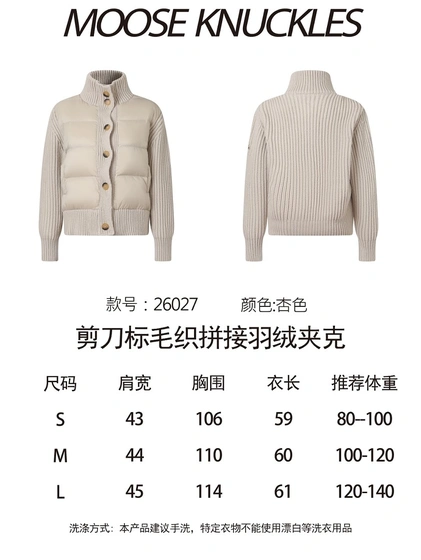 MOOSE KNUCKLES
款号：26027 颜色:杏色
剪刀标毛织拼接羽绒夹克
尺码 肩宽 胸围 衣长 推荐体重
S 43 106 59 80--100
M 44 110 60 100-120
L 45 114 61 120-140
洗涤方式：本产品建议手洗，特定衣物不能使用漂白等洗衣用品